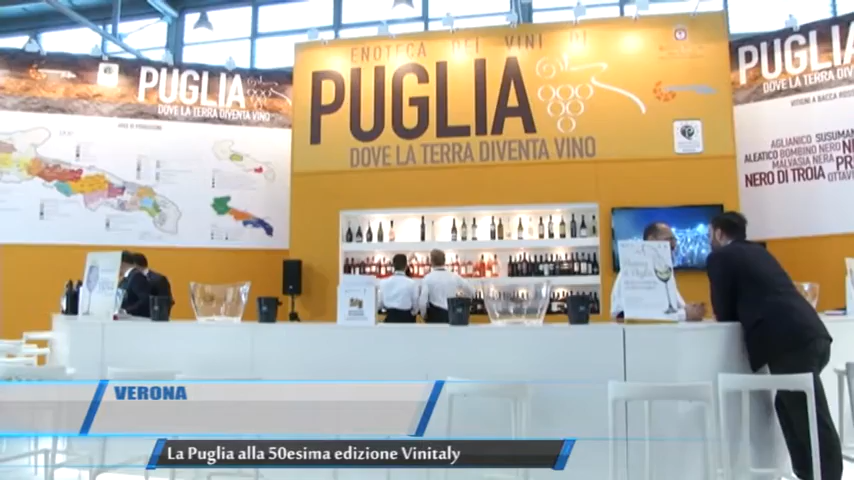 ENOTECA DEI VINI DI
PUGLIA
DOVE LA TERRA DIVENTA VINO
PUGLIA
DOVE LA TERRA DIVENTA VINO
PUGLIA
DOVE LA TERRA DIVENTA VINO
VITIGNI A BACCA
AGLIANICO
ALEATICO BOMBINO NERO
MALVASIA NERA
NERO DI TROIA
VERONA
La Puglia alla 50esima edizione Vinitaly